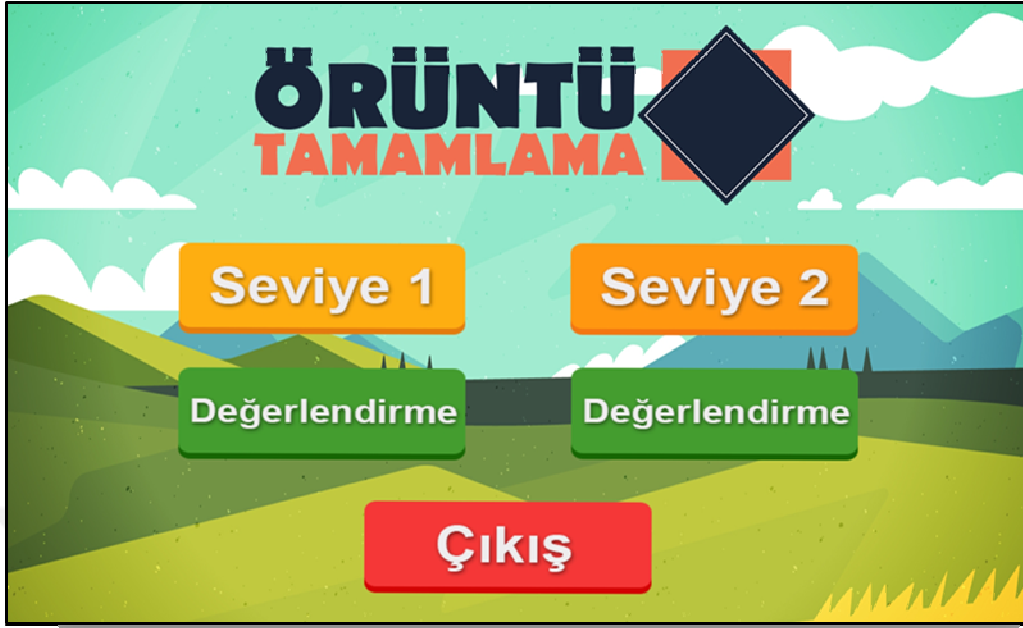 ÖRÜNTÜ
TAMAMLAMA
Seviye 1
Seviye 2
Değerlendirme
Değerlendirme
Çıkış